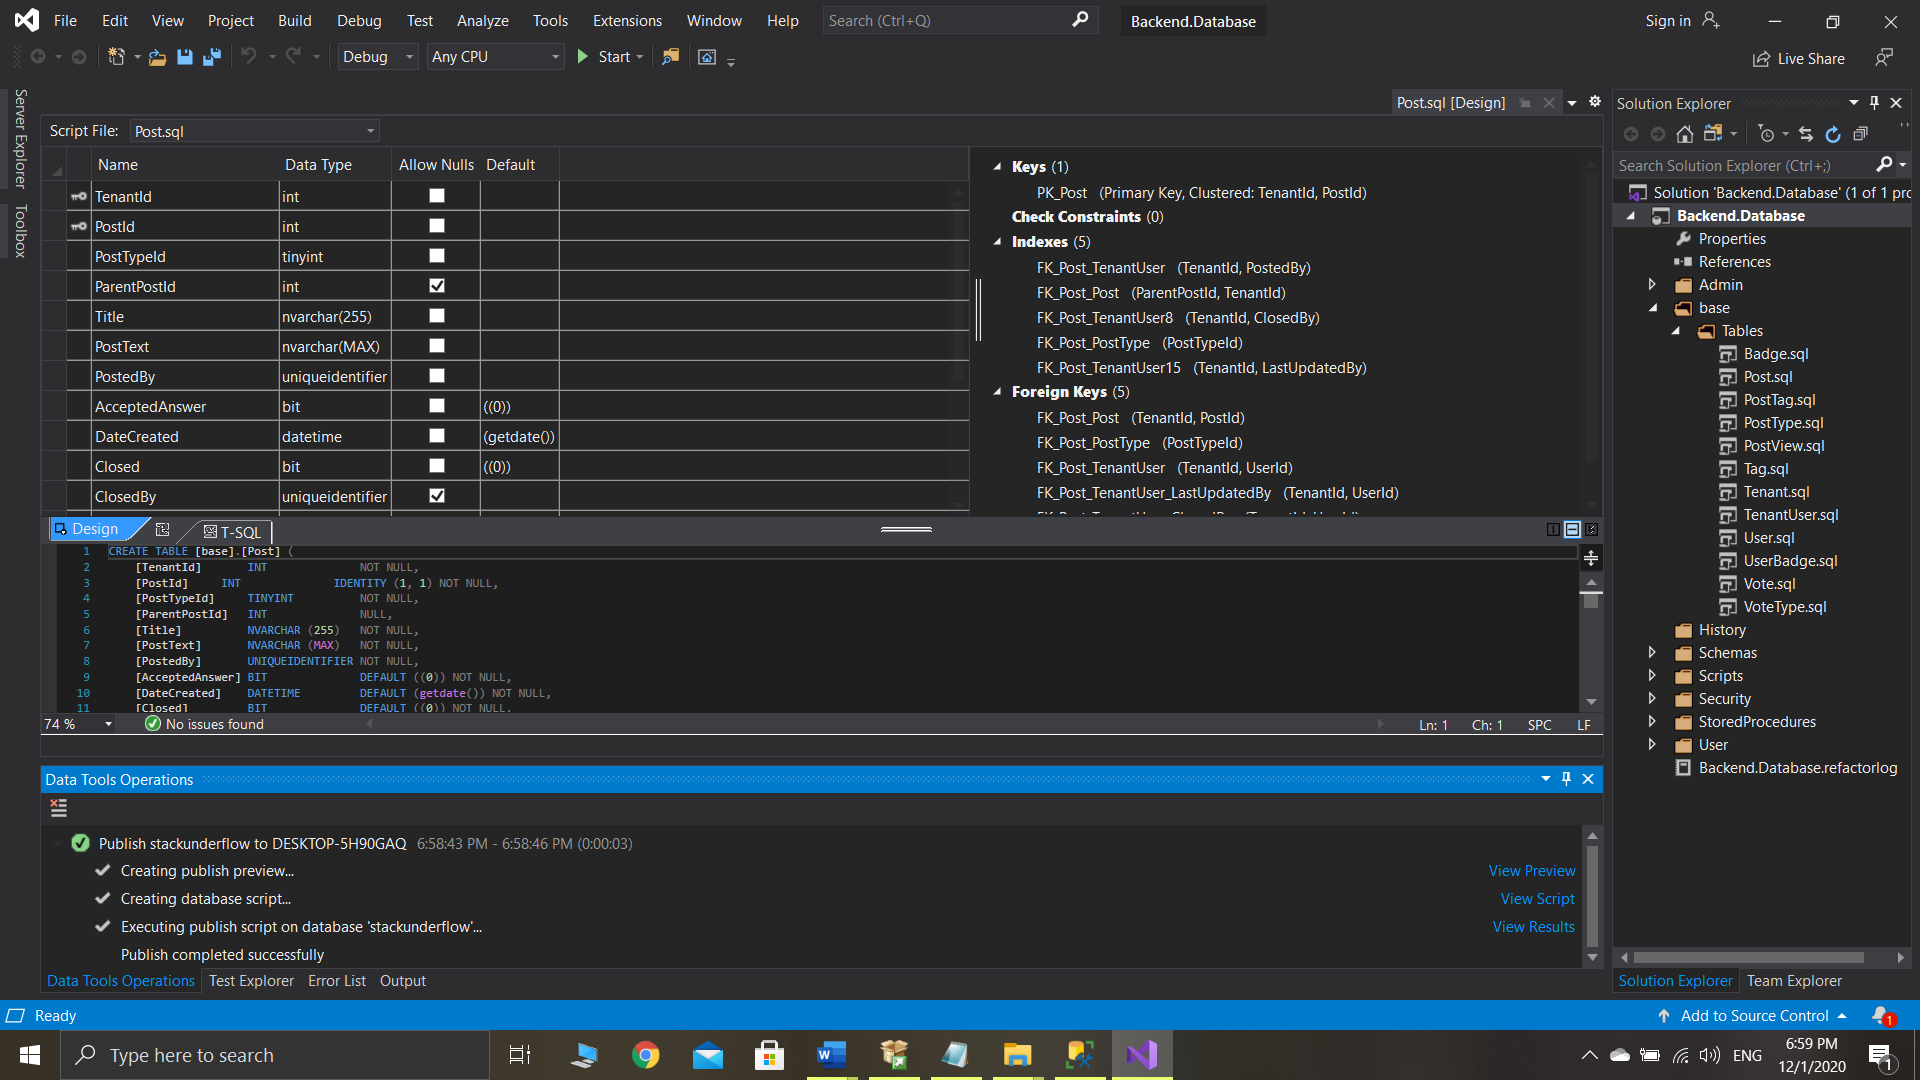 File Edit View Project Build Debug Test Analyze Tools Extensions Window Help Search (Ctrl+Q) Backend.Database Sign in
Debug Any CPU Start Live Share
Server Explorer
Toolbox
Post.sql [Design]
Script File: Post.sql
Name Data Type Allow Nulls Default
TenantId int
PostId int
PostTypeId tinyint
ParentPostId int
Title nvarchar(255)
PostText nvarchar(MAX)
PostedBy uniqueidentifier
AcceptedAnswer bit ((0))
DateCreated datetime (getdate())
Closed bit ((0))
ClosedBy uniqueidentifier
Keys (1)
PK_Post (Primary Key, Clustered: TenantId, PostId)
Check Constraints (0)
Indexes (5)
FK_Post_TenantUser (TenantId, PostedBy)
FK_Post_Post (ParentPostId, TenantId)
FK_Post_TenantUser8 (TenantId, ClosedBy)
FK_Post_PostType (PostTypeId)
FK_Post_TenantUser15 (TenantId, LastUpdatedBy)
Foreign Keys (5)
FK_Post_Post (TenantId, PostId)
FK_Post_PostType (PostTypeId)
FK_Post_TenantUser (TenantId, UserId)
FK_Post_TenantUser_LastUpdatedBy (TenantId, UserId)
Design T-SQL
1 CREATE TABLE [base].[Post] (
2 [TenantId] INT NOT NULL,
3 [PostId] INT IDENTITY (1, 1) NOT NULL,
4 [PostTypeId] TINYINT NOT NULL,
5 [ParentPostId] INT NULL,
6 [Title] NVARCHAR (255) NOT NULL,
7 [PostText] NVARCHAR (MAX) NOT NULL,
8 [PostedBy] UNIQUEIDENTIFIER NOT NULL,
9 [AcceptedAnswer] BIT DEFAULT ((0)) NOT NULL,
10 [DateCreated] DATETIME DEFAULT (getdate()) NOT NULL,
11 [Closed] BIT DEFAULT ((0)) NOT NULL,
74 % No issues found Ln: 1 Ch: 1 SPC LF
Data Tools Operations
Publish stackunderflow to DESKTOP-5H90GAQ 6:58:43 PM - 6:58:46 PM (0:00:03)
Creating publish preview... View Preview
Creating database script... View Script
Executing publish script on database 'stackunderflow'... View Results
Publish completed successfully
Data Tools Operations Test Explorer Error List Output
Solution Explorer
Search Solution Explorer (Ctrl+;)
Solution 'Backend.Database' (1 of 1 pro
Backend.Database
Properties
References
Admin
base
Tables
Badge.sql
Post.sql
PostTag.sql
PostType.sql
PostView.sql
Tag.sql
Tenant.sql
TenantUser.sql
User.sql
UserBadge.sql
Vote.sql
VoteType.sql
History
Schemas
Scripts
Security
StoredProcedures
User
Backend.Database.refactorlog
Solution Explorer Team Explorer
Ready Add to Source Control 1
Type here to search ENG 6:59 PM
12/1/2020 1